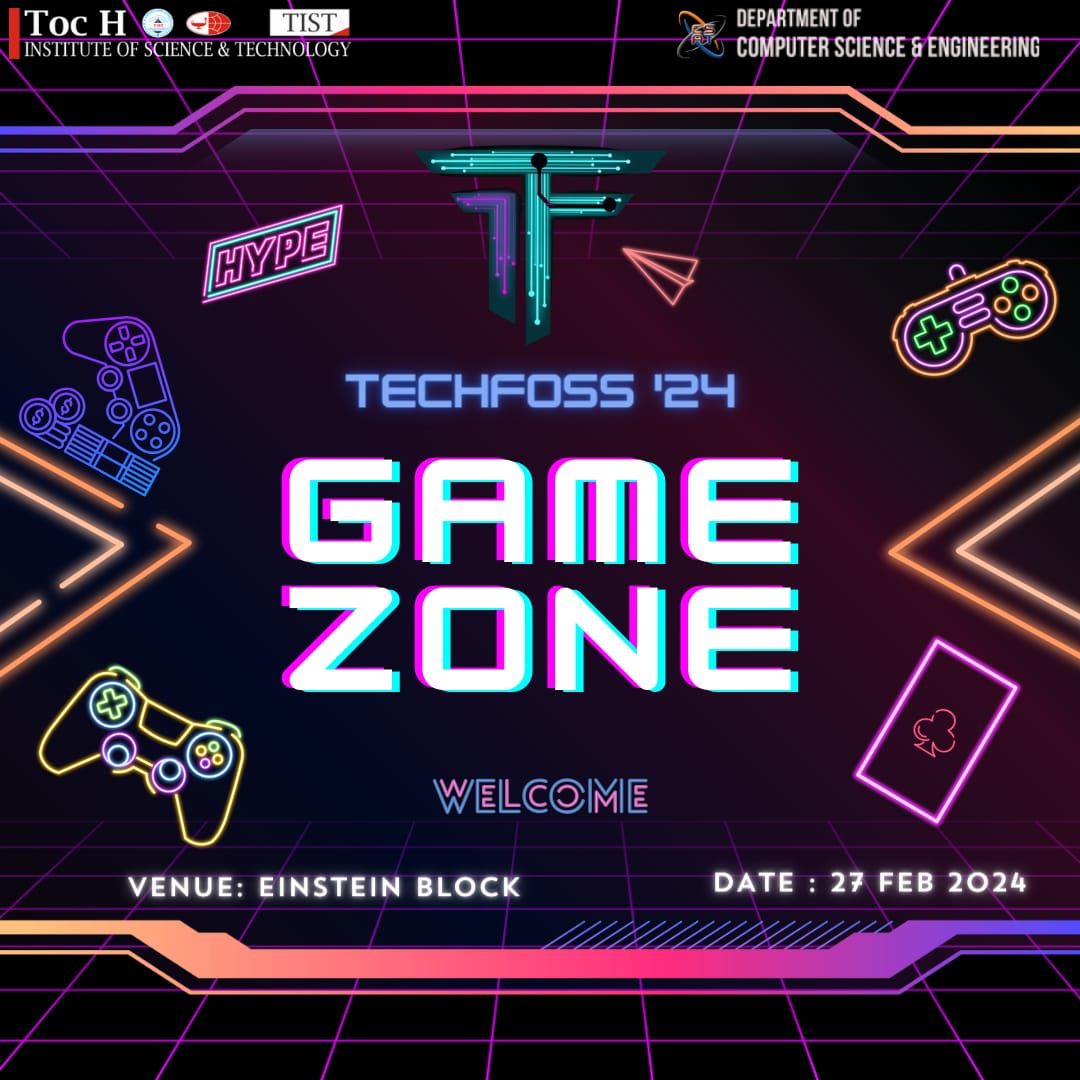 Toc H
TIST
INSTITUTE OF SCIENCE & TECHNOLOGY
DEPARTMENT OF
COMPUTER SCIENCE & ENGINEERING
HYPE
TECHFOSS '24
GAME
ZONE
WELCOME
VENUE: EINSTEIN BLOCK
DATE : 27 FEB 2024